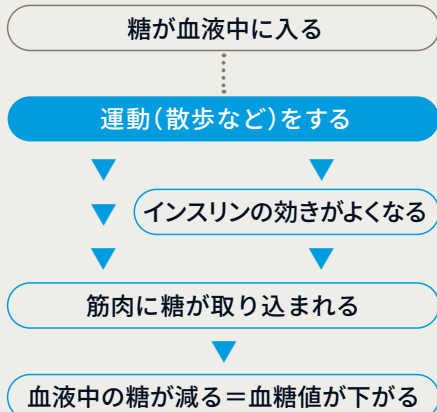 糖が血液中に入る
運動(散歩など)をする
インスリンの効きがよくなる
筋肉に糖が取り込まれる
血液中の糖が減る＝血糖値が下がる